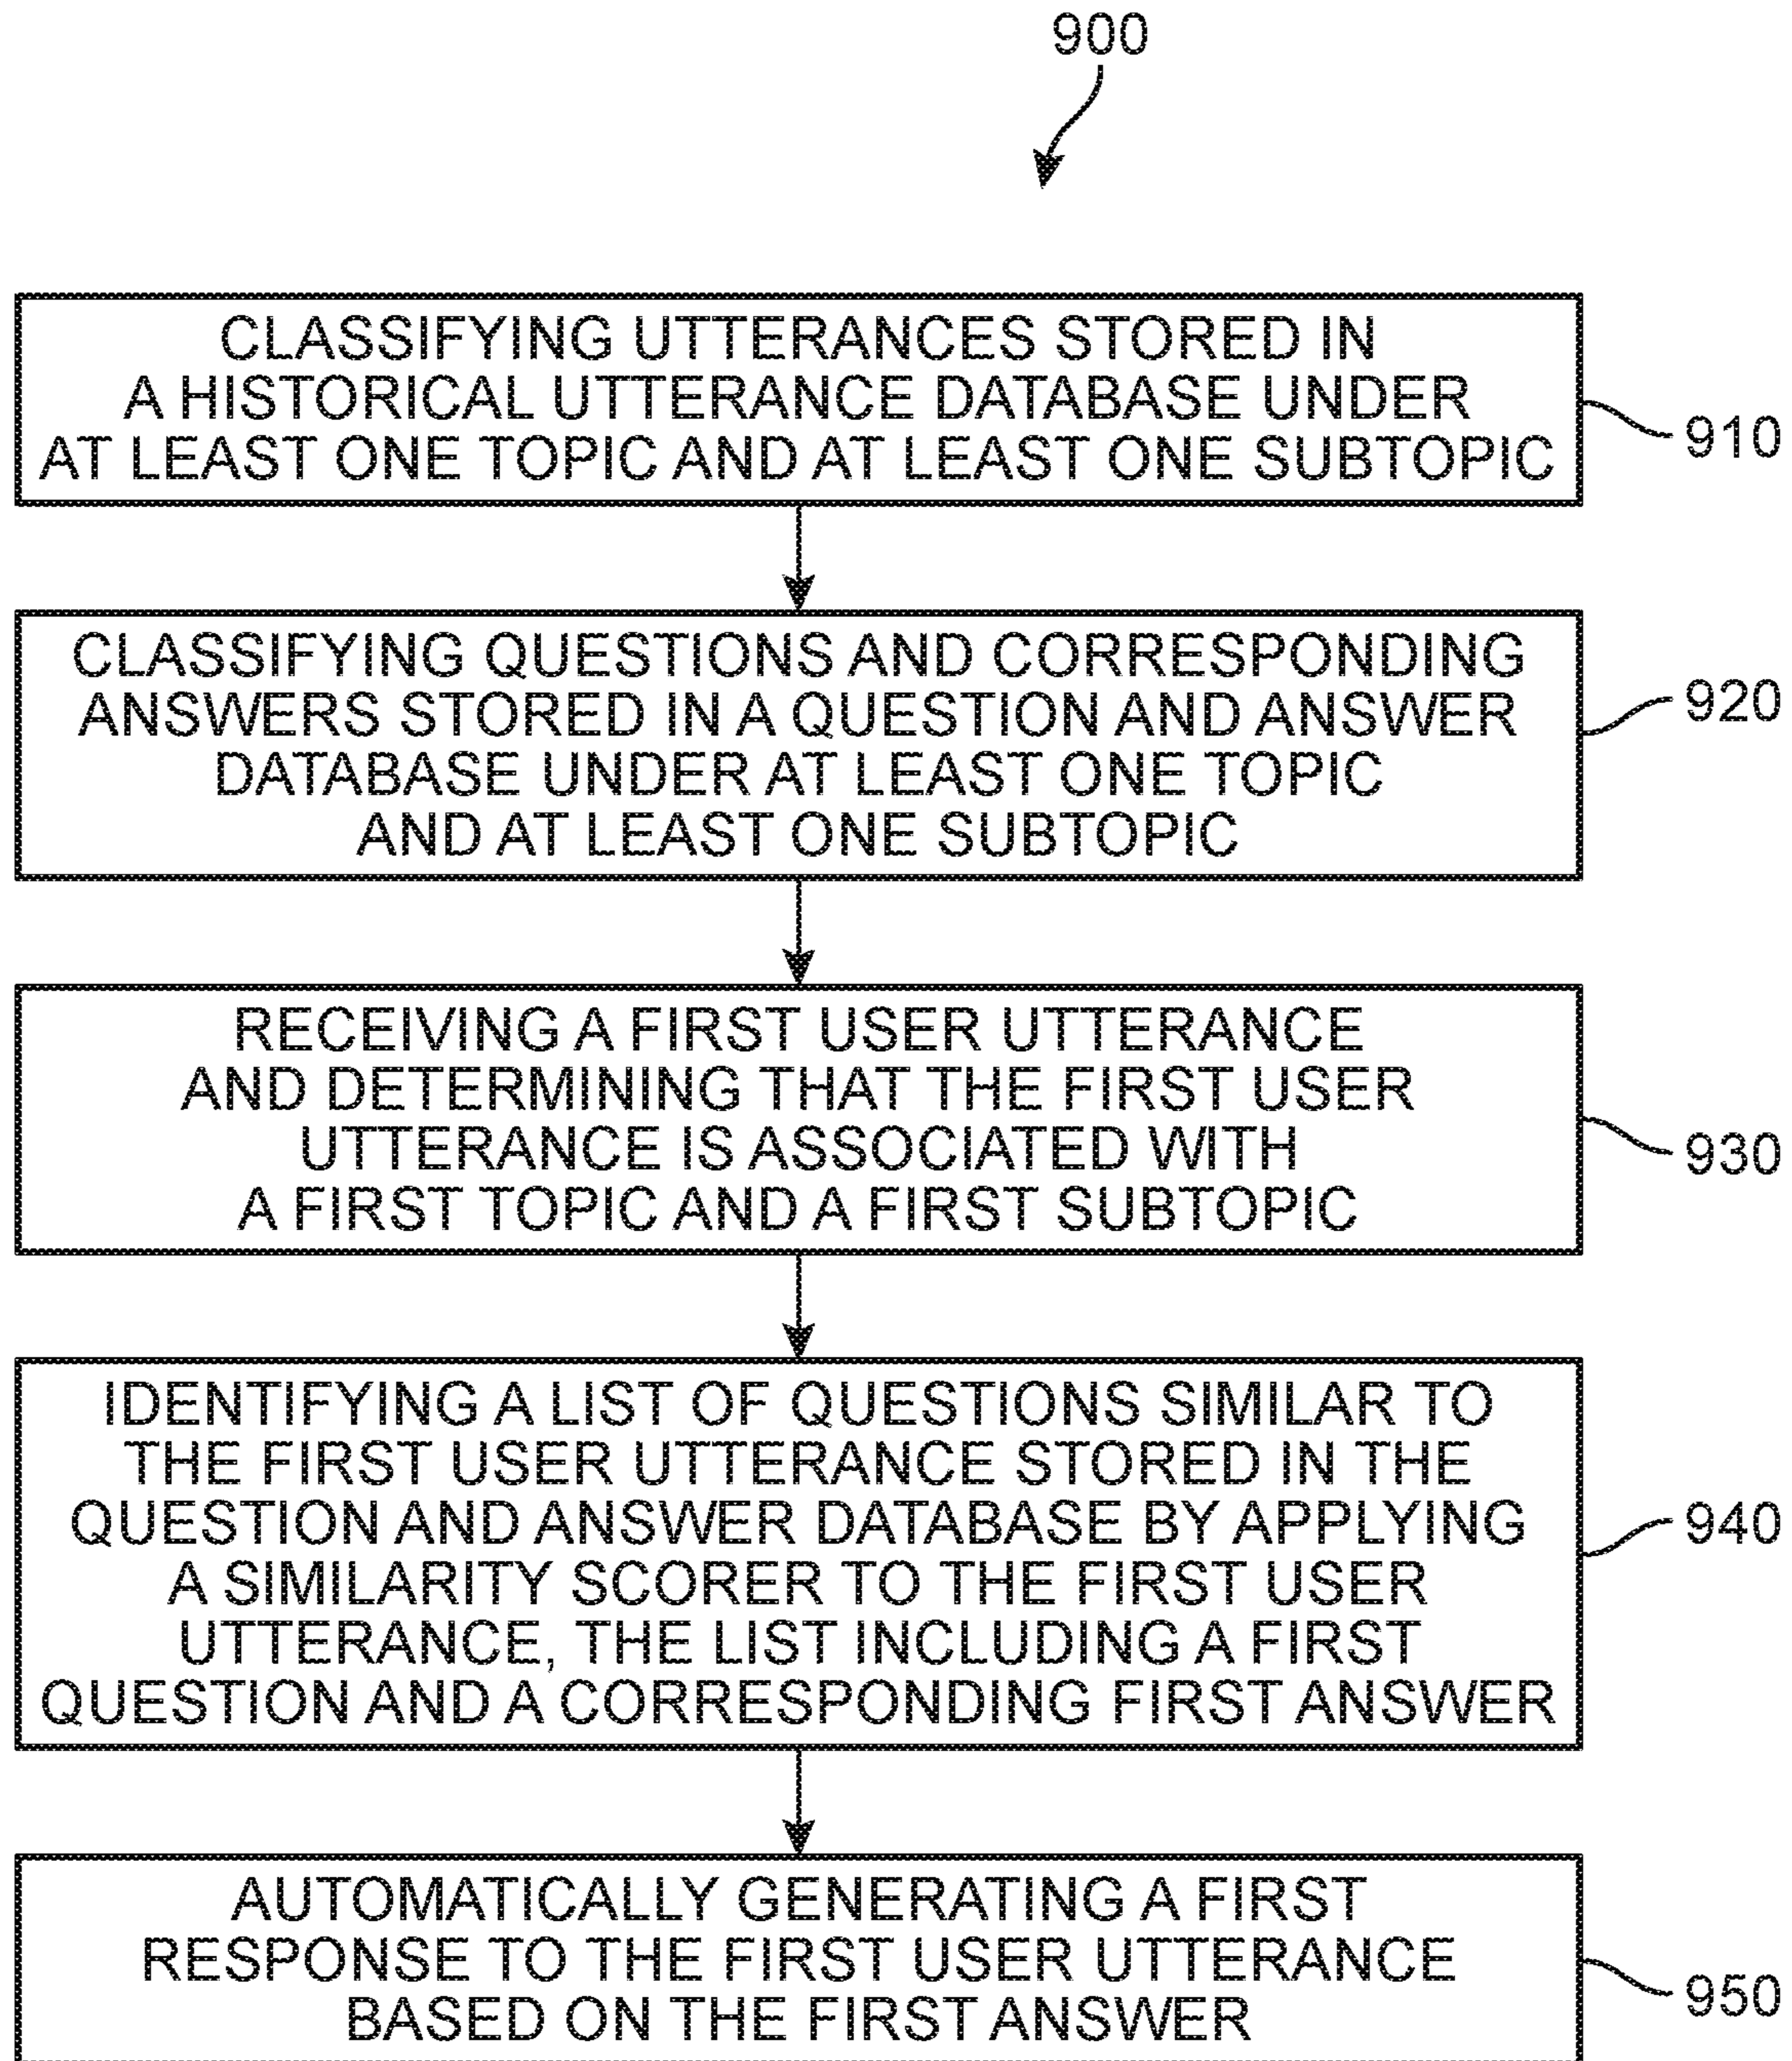 900
CLASSIFYING UTTERANCES STORED IN
A HISTORICAL UTTERANCE DATABASE UNDER
AT LEAST ONE TOPIC AND AT LEAST ONE SUBTOPIC
910
CLASSIFYING QUESTIONS AND CORRESPONDING
ANSWERS STORED IN A QUESTION AND ANSWER
DATABASE UNDER AT LEAST ONE TOPIC
AND AT LEAST ONE SUBTOPIC
920
RECEIVING A FIRST USER UTTERANCE
AND DETERMINING THAT THE FIRST USER
UTTERANCE IS ASSOCIATED WITH
A FIRST TOPIC AND A FIRST SUBTOPIC
930
IDENTIFYING A LIST OF QUESTIONS SIMILAR TO
THE FIRST USER UTTERANCE STORED IN THE
QUESTION AND ANSWER DATABASE BY APPLYING
A SIMILARITY SCORER TO THE FIRST USER
UTTERANCE, THE LIST INCLUDING A FIRST
QUESTION AND A CORRESPONDING FIRST ANSWER
940
AUTOMATICALLY GENERATING A FIRST
RESPONSE TO THE FIRST USER UTTERANCE
BASED ON THE FIRST ANSWER
950